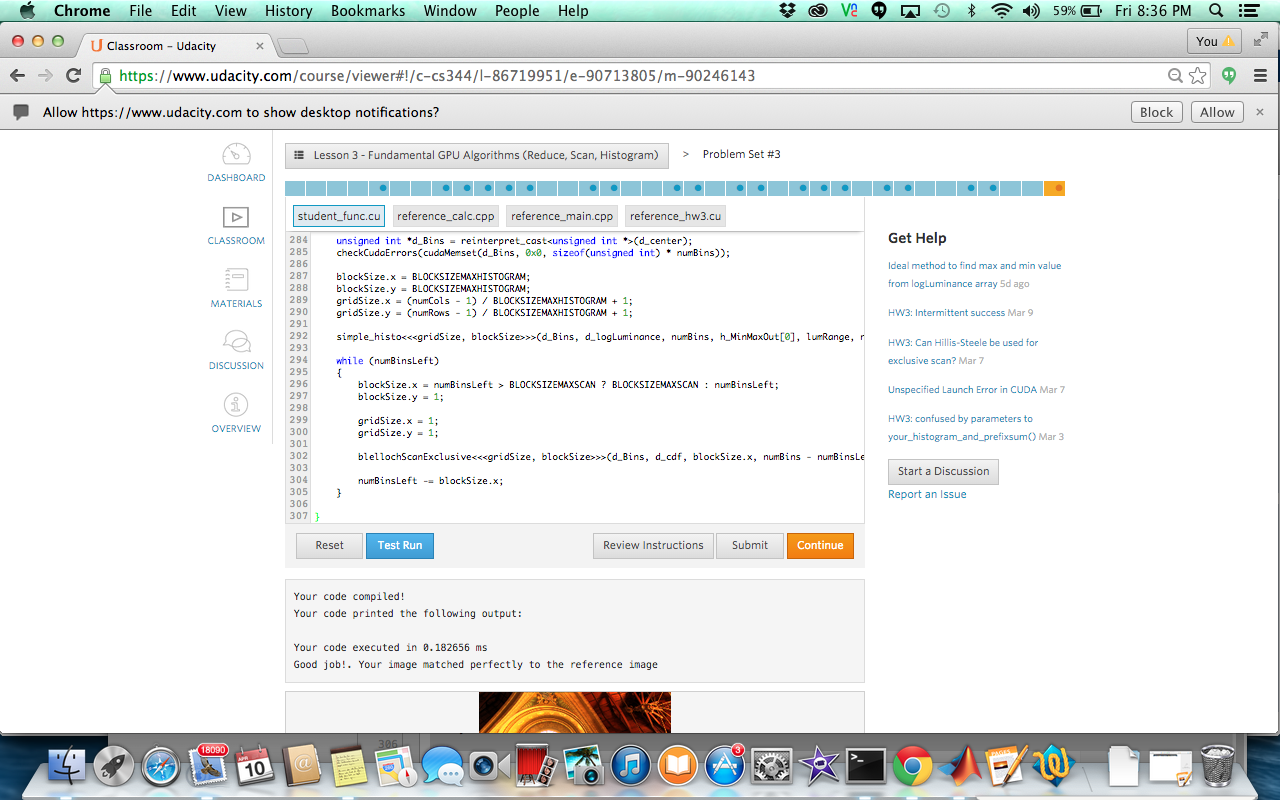 Chrome File Edit View History Bookmarks Window People Help 59% Fri 8:36 PM
Classroom – Udacity You
https://www.udacity.com/course/viewer#!/c-cs344/l-86719951/e-90713805/m-90246143
Allow https://www.udacity.com to show desktop notifications? Block Allow
DASHBOARD
CLASSROOM
MATERIALS
DISCUSSION
OVERVIEW
Lesson 3 - Fundamental GPU Algorithms (Reduce, Scan, Histogram) > Problem Set #3
student_func.cu reference_calc.cpp reference_main.cpp reference_hw3.cu
284 unsigned int *d_Bins = reinterpret_cast<unsigned int *>(d_center);
285 checkCudaErrors(cudaMemset(d_Bins, 0x0, sizeof(unsigned int) * numBins));
286
287 blockSize.x = BLOCKSIZEMAXHISTOGRAM;
288 blockSize.y = BLOCKSIZEMAXHISTOGRAM;
289 gridSize.x = (numCols - 1) / BLOCKSIZEMAXHISTOGRAM + 1;
290 gridSize.y = (numRows - 1) / BLOCKSIZEMAXHISTOGRAM + 1;
291
292 simple_histo<<<gridSize, blockSize>>>(d_Bins, d_logLuminance, numBins, h_MinMaxOut[0], lumRange,
293
294 while (numBinsLeft)
295 {
296 blockSize.x = numBinsLeft > BLOCKSIZEMAXSCAN ? BLOCKSIZEMAXSCAN : numBinsLeft;
297 blockSize.y = 1;
298
299 gridSize.x = 1;
300 gridSize.y = 1;
301
302 blellochScanExclusive<<<gridSize, blockSize>>>(d_Bins, d_cdf, blockSize.x, numBins - numBinsLe
303
304 numBinsLeft -= blockSize.x;
305 }
306
307 }
Reset Test Run Review Instructions Submit Continue
Your code compiled!
Your code printed the following output:
Your code executed in 0.182656 ms
Good job!. Your image matched perfectly to the reference image
Get Help
Ideal method to find max and min value
from logLuminance array 5d ago
HW3: Intermittent success Mar 9
HW3: Can Hillis-Steele be used for
exclusive scan? Mar 7
Unspecified Launch Error in CUDA Mar 7
HW3: confused by parameters to
your_histogram_and_prefixsum() Mar 3
Start a Discussion
Report an Issue
306
18090
APR
10
3
PAGES